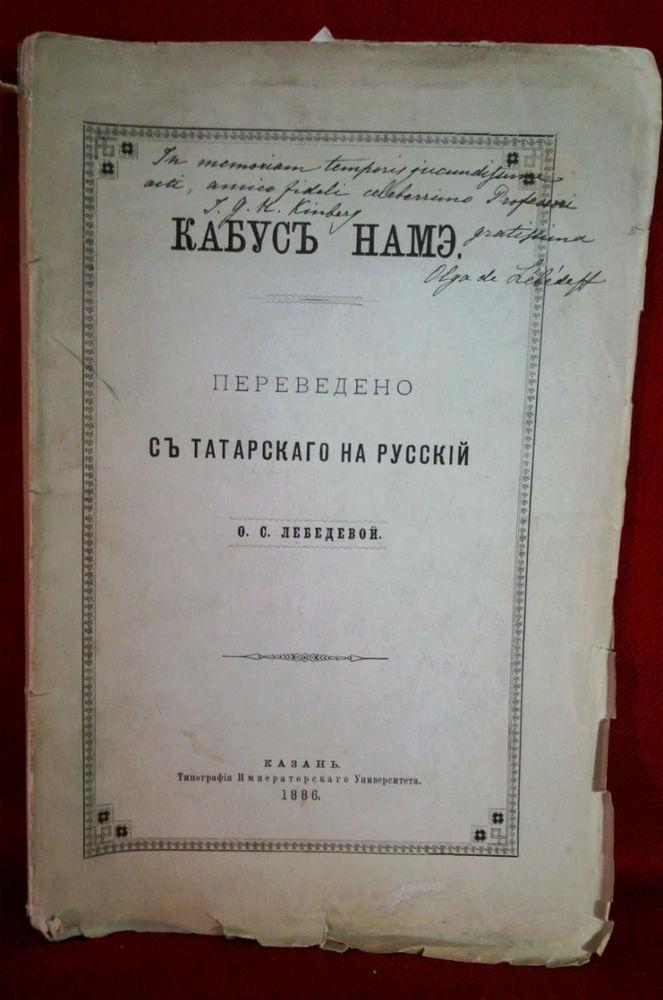 In memoriam temporis jucundissime
acti, amico fideli celeberrimo Professori
J. G. H. Kinberg
gratissima
Olga de Lébédeff
КАБУСЪ НАМЭ.
ПЕРЕВЕДЕНО
СЪ ТАТАРСКАГО НА РУССКІЙ
О. С. ЛЕБЕДЕВОЙ.
КАЗАНЬ.
Типографія Императорскаго Университета.
1886.